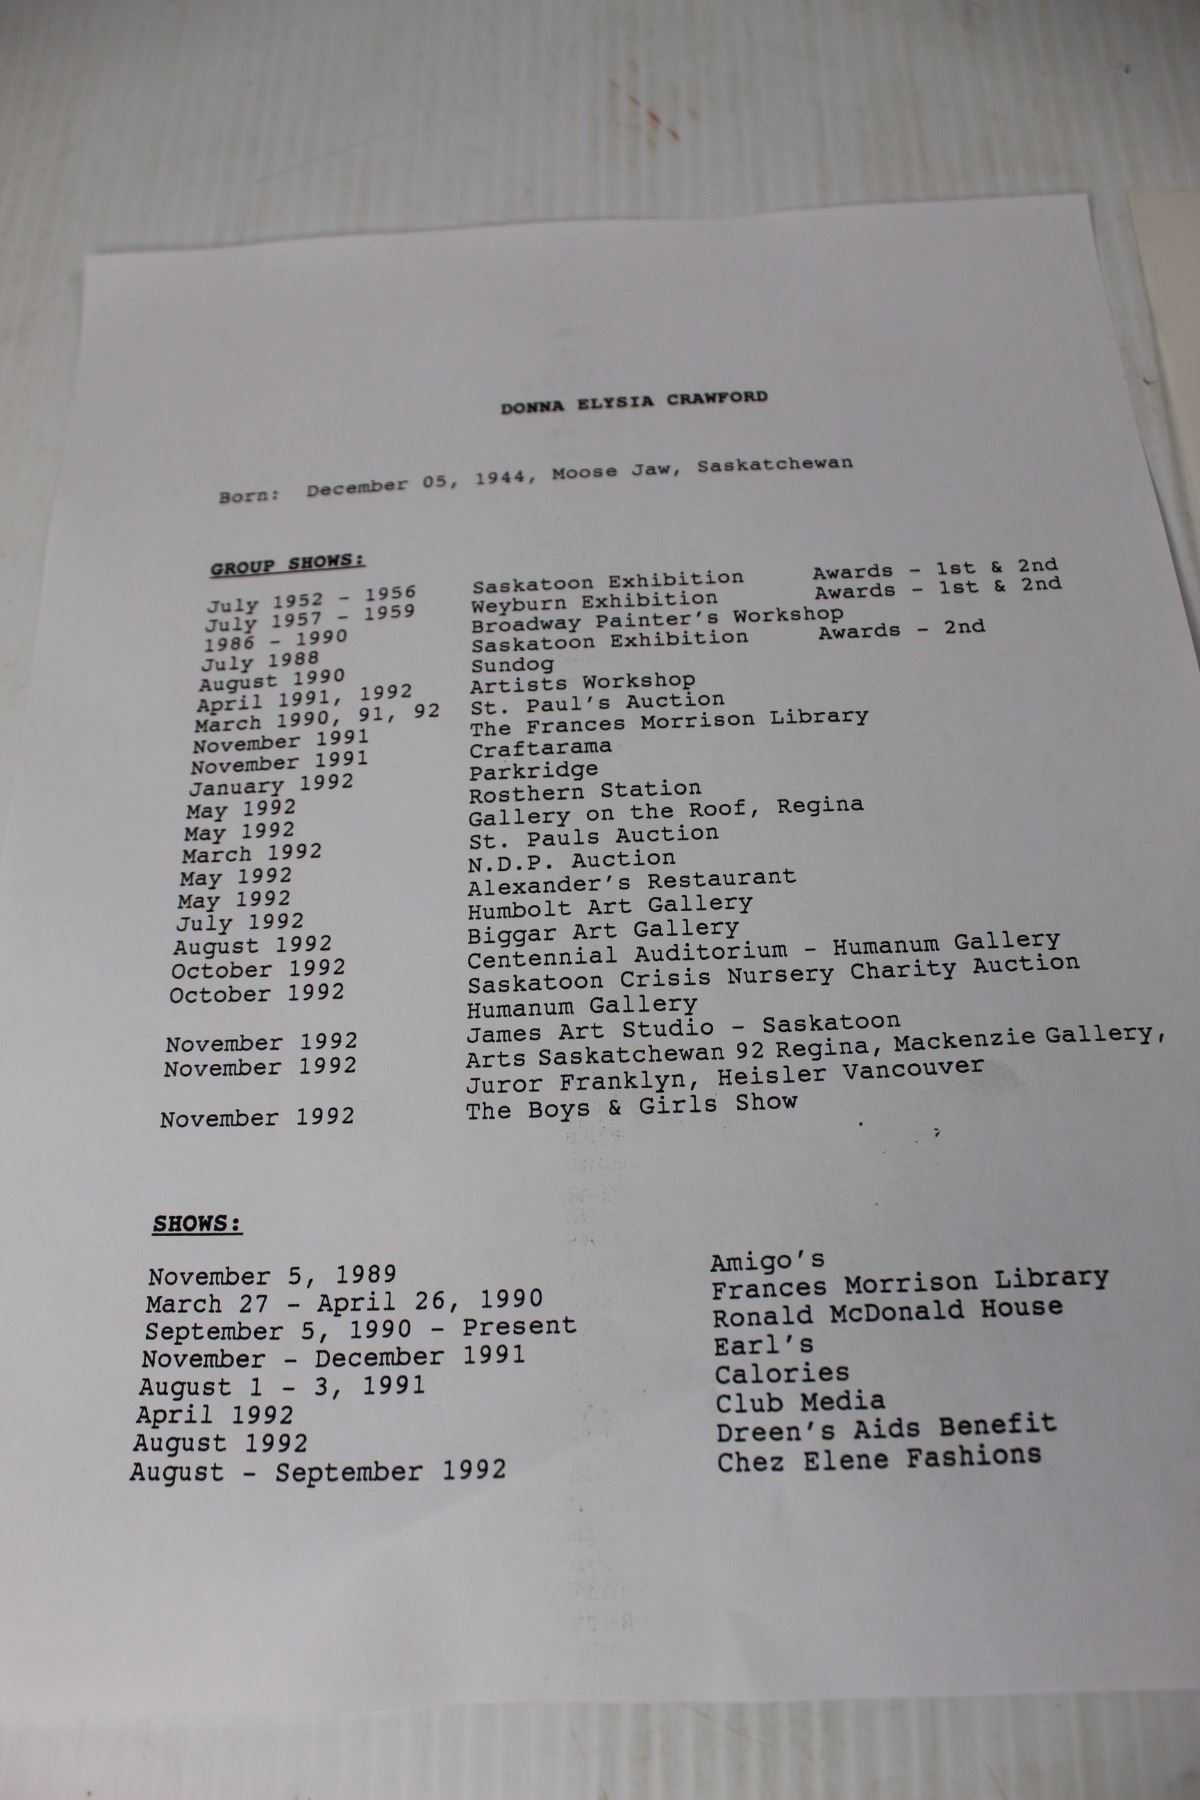 DONNA ELYSIA CRAWFORD
Born: December 05, 1944, Moose Jaw, Saskatchewan
GROUP SHOWS:
July 1952 - 1956 Saskatoon Exhibition Awards - 1st & 2nd
July 1957 - 1959 Weyburn Exhibition Awards - 1st & 2nd
1986 - 1990 Broadway Painter's Workshop
July 1988 Saskatoon Exhibition Awards - 2nd
August 1990 Sundog
April 1991, 1992 Artists Workshop
March 1990, 91, 92 St. Paul's Auction
November 1991 The Frances Morrison Library
November 1991 Craftarama
January 1992 Parkridge
May 1992 Rosthern Station
May 1992 Gallery on the Roof, Regina
March 1992 St. Pauls Auction
May 1992 N.D.P. Auction
May 1992 Alexander's Restaurant
July 1992 Humbolt Art Gallery
August 1992 Biggar Art Gallery
October 1992 Centennial Auditorium - Humanum Gallery
October 1992 Saskatoon Crisis Nursery Charity Auction
Humanum Gallery
November 1992 James Art Studio - Saskatoon
November 1992 Arts Saskatchewan 92 Regina, Mackenzie Gallery,
Juror Franklyn, Heisler Vancouver
November 1992 The Boys & Girls Show
SHOWS:
November 5, 1989 Amigo's
March 27 - April 26, 1990 Frances Morrison Library
September 5, 1990 - Present Ronald McDonald House
November - December 1991 Earl's
August 1 - 3, 1991 Calories
April 1992 Club Media
August 1992 Dreen's Aids Benefit
August - September 1992 Chez Elene Fashions